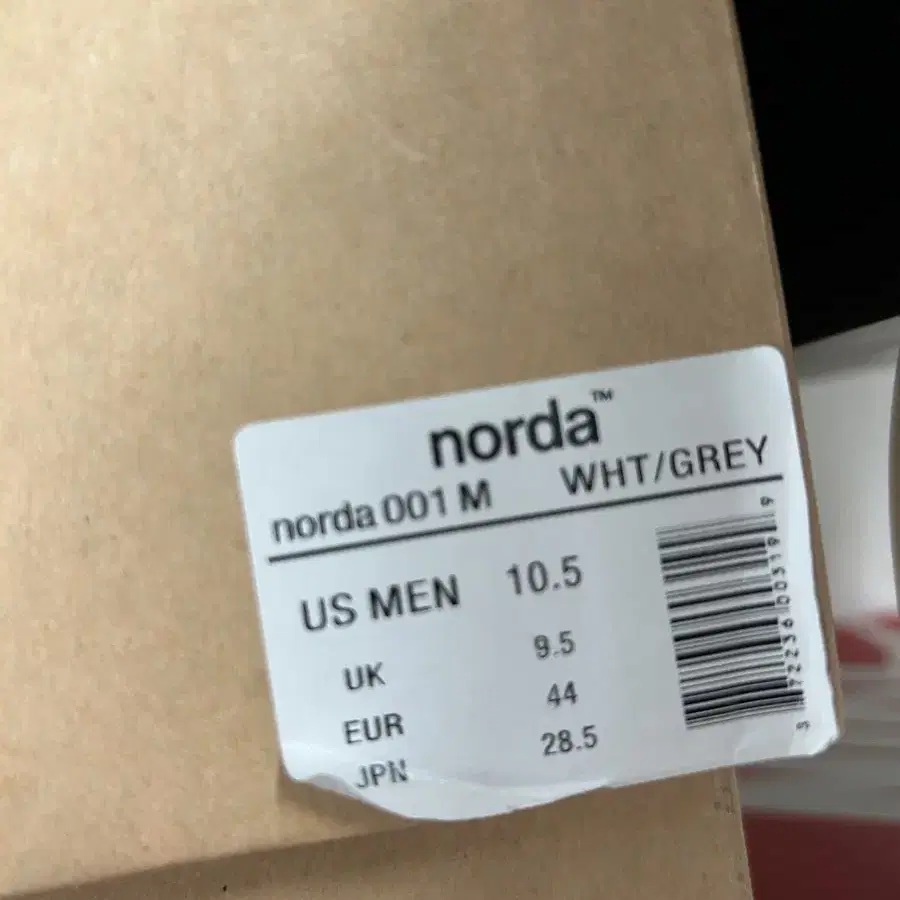 norda™
norda 001 M WHT/GREY
US MEN 10.5
UK 9.5
EUR 44
JPN 28.5